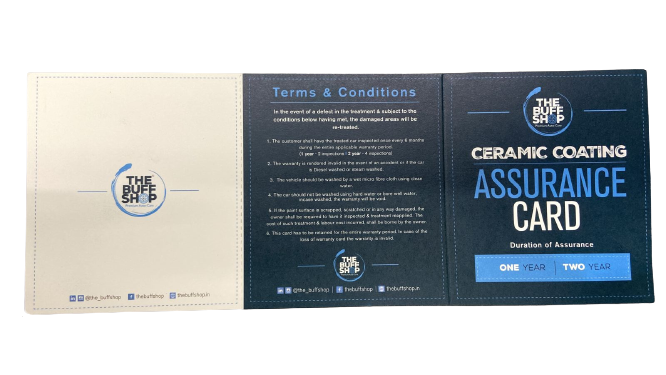 THE
BUFF
SHOP
@the_buffshop thebuffshop thebuffshop.in
Terms & Conditions
In the event of a defect in the treatment & subject to the
conditions below having met, the damaged areas will be
re-treated.
1. The customer shall have the treated car inspected once every 6 months
during the entire applicable warranty period.
(1 year - 2 inspections | 2 year - 4 inspections)
2. The warranty is rendered invalid in the event of an accident or if the car
is Diesel washed or steam washed.
3. The vehicle should be washed by a wet micro fibre cloth using clean
water.
4. The car should not be washed using hard water or bore well water,
incase washed, the warranty will be void.
5. If the paint surface is scrapped, scratched or in any way damaged, the
owner shall be required to have it inspected & treatment reapplied. The
cost of such treatment & labour cost incurred, shall be borne by the owner.
6. This card has to be retained for the entire warranty period. In case of the
loss of warranty card the warranty is invalid.
THE
BUFF
SHOP
@the_buffshop thebuffshop thebuffshop.in
THE
BUFF
SHOP
CERAMIC COATING
ASSURANCE
CARD
Duration of Assurance
ONE YEAR TWO YEAR